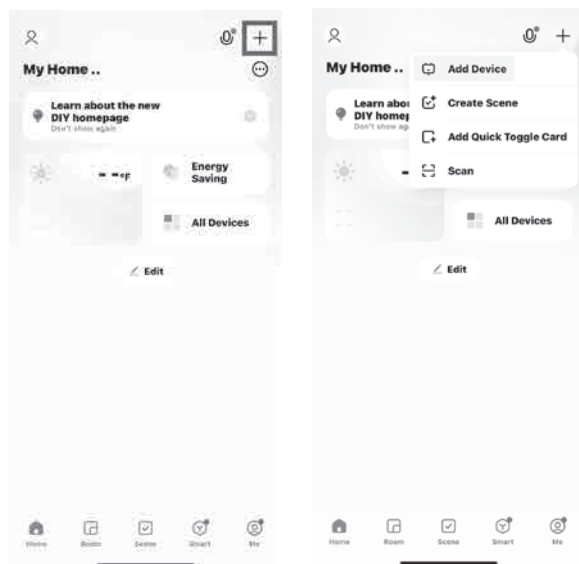 My Home ..
Learn about the new
DIY homepage
Don't show again
--°F
Energy
Saving
All Devices
Edit
Home
Room
Scene
Smart
Me
My Home ..
Learn abou
DIY homep
Don't show ag
Add Device
Create Scene
Add Quick Toggle Card
Scan
All Devices
Edit
Home
Room
Scene
Smart
Me